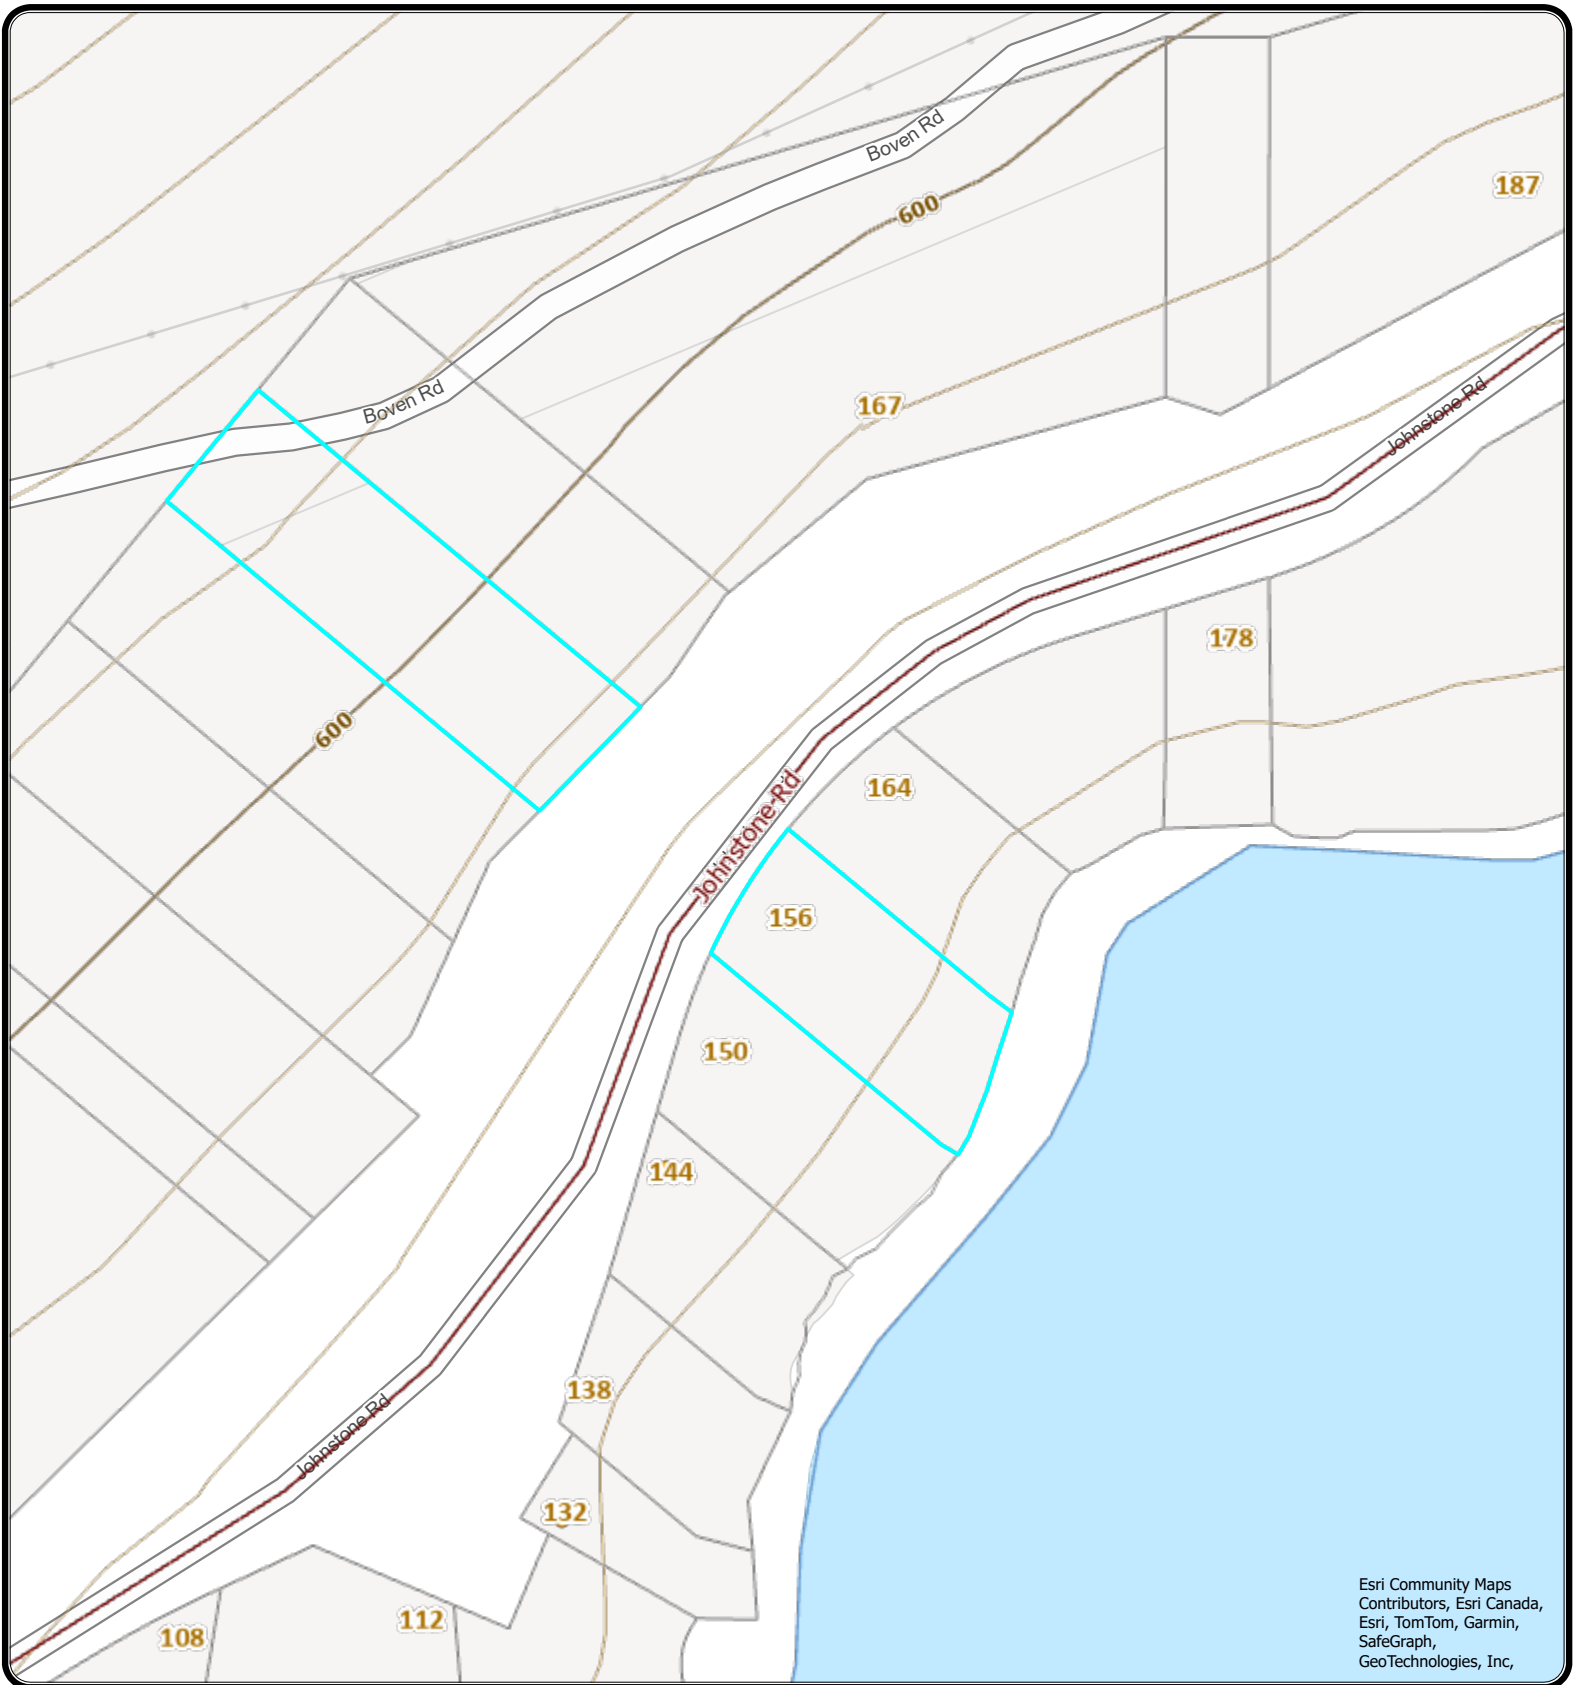 Boven Rd
187
600
Boven Rd
167
Johnstone Rd
178
600
164
Johnstone-Rd
156
150
144
138
Johnstone Rd
132
112
108
Esri Community Maps
Contributors, Esri Canada,
Esri, TomTom, Garmin,
SafeGraph,
GeoTechnologies, Inc,